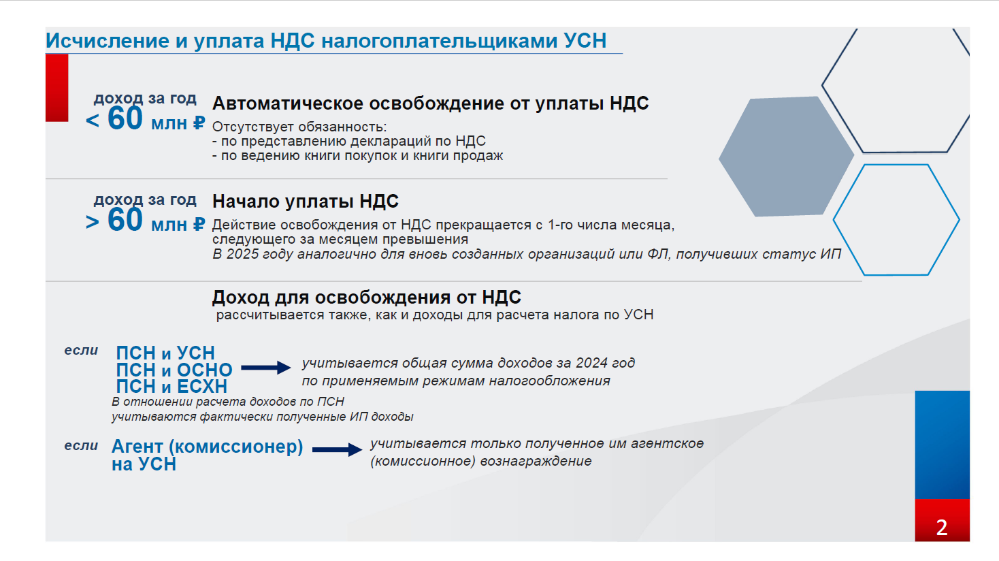 Исчисление и уплата НДС налогоплательщиками УСН
доход за год
< 60 млн ₽
Автоматическое освобождение от уплаты НДС
Отсутствует обязанность:
- по представлению деклараций по НДС
- по ведению книги покупок и книги продаж
доход за год
> 60 млн ₽
Начало уплаты НДС
Действие освобождения от НДС прекращается с 1-го числа месяца,
следующего за месяцем превышения
В 2025 году аналогично для вновь созданных организаций или ФЛ, получивших статус ИП
Доход для освобождения от НДС
рассчитывается также, как и доходы для расчета налога по УСН
если
ПСН и УСН
ПСН и ОСНО
ПСН и ЕСХН
учитывается общая сумма доходов за 2024 год
по применяемым режимам налогообложения
В отношении расчета доходов по ПСН
учитываются фактически полученные ИП доходы
если
Агент (комиссионер)
на УСН
учитывается только полученное им агентское
(комиссионное) вознаграждение
2